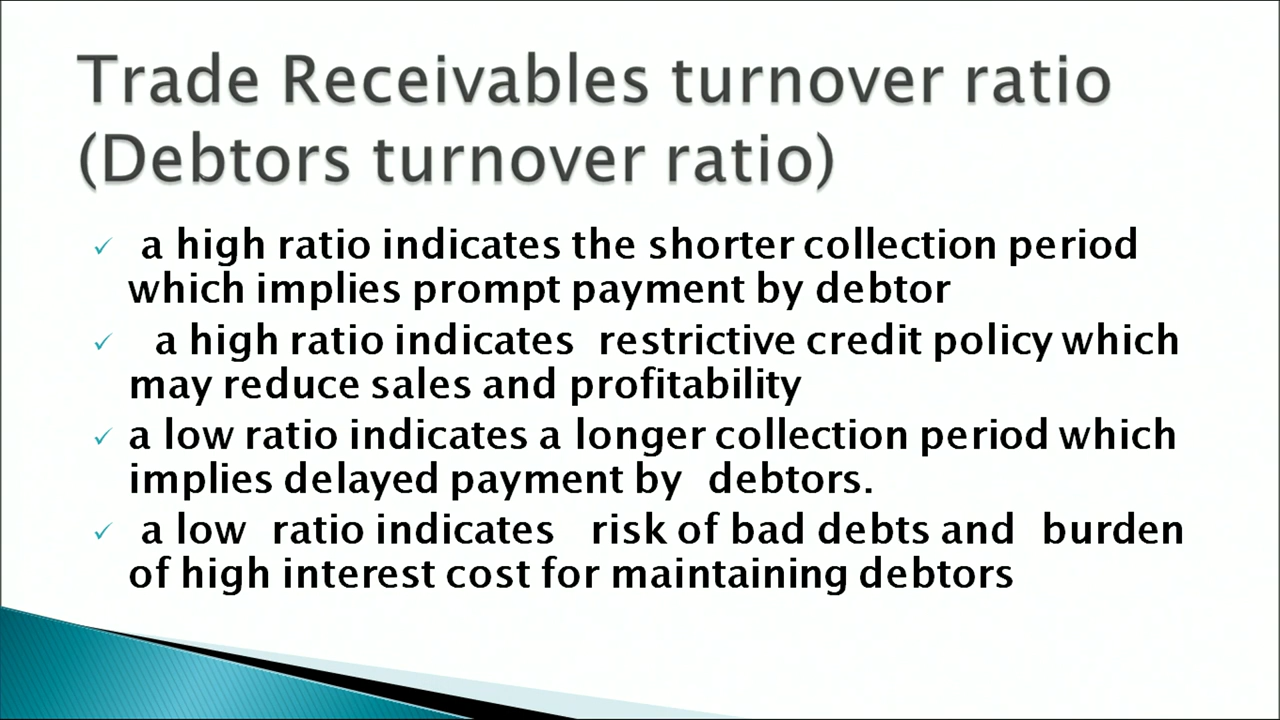 Trade Receivables turnover ratio
(Debtors turnover ratio)
✓ a high ratio indicates the shorter collection period
which implies prompt payment by debtor
✓ a high ratio indicates restrictive credit policy which
may reduce sales and profitability
✓ a low ratio indicates a longer collection period which
implies delayed payment by debtors.
✓ a low ratio indicates risk of bad debts and burden
of high interest cost for maintaining debtors